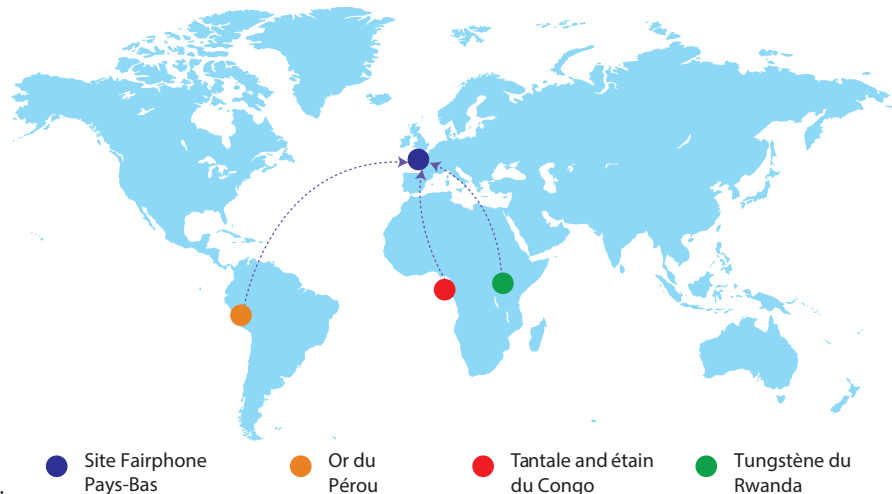 Site Fairphone
Pays-Bas
Or du
Pérou
Tantale and étain
du Congo
Tungstène du
Rwanda
.